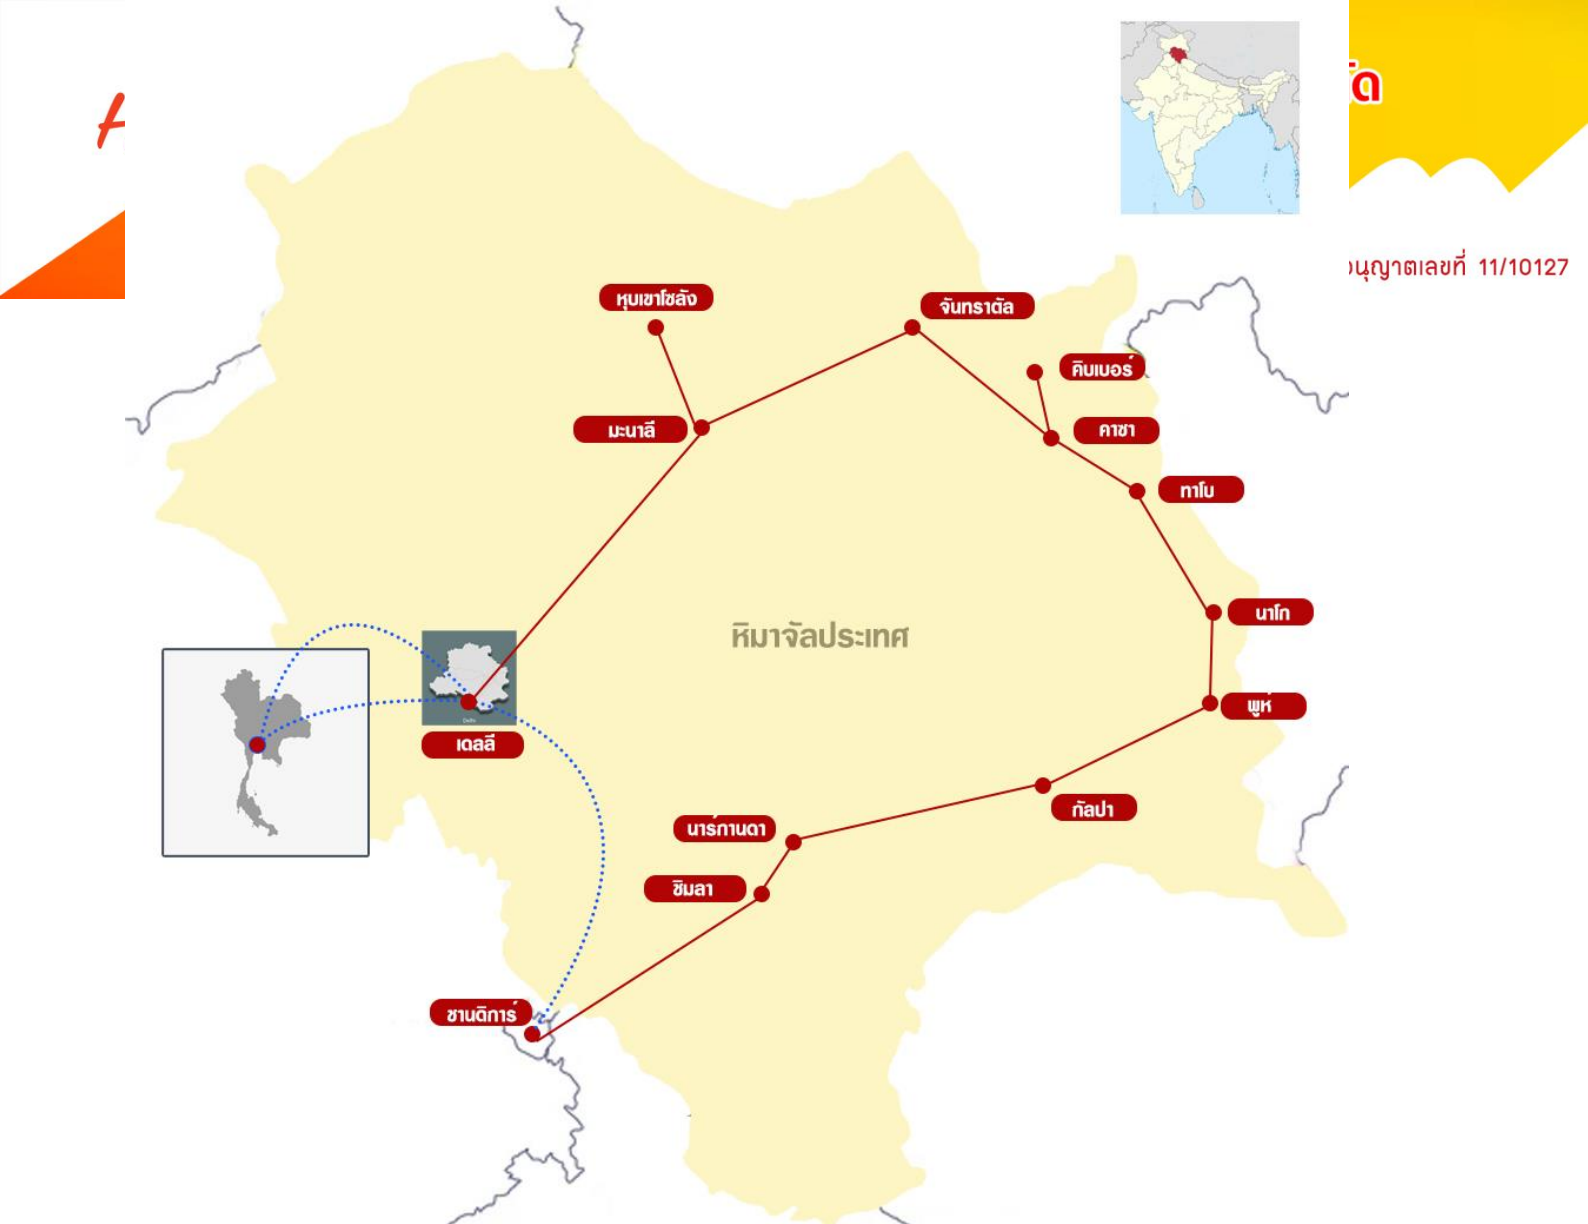 อนุญาตเลขที่ 11/10127
หุบเขาโซลัง
จันทราตัล
คิบเบอร์
มะนาลี
คาซา
ทาโบ
นาโก
หิมาจัลประเทศ
พูห์
เดลลี
กัลปา
นาร์กานดา
ชิมลา
ชานดิการ์